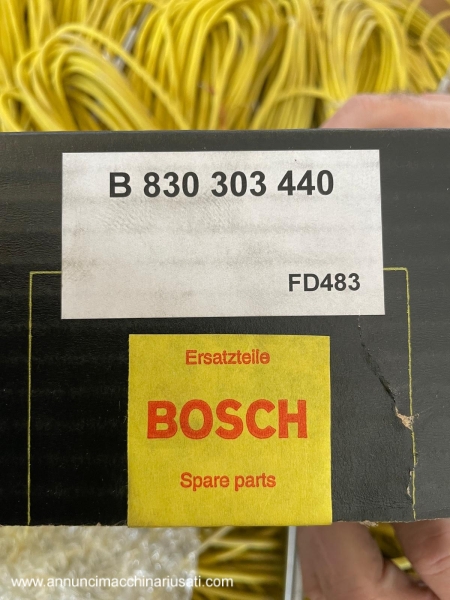 B 830 303 440
FD483
Ersatzteile
BOSCH
Spare parts
www.annuncimacchinariusati.com